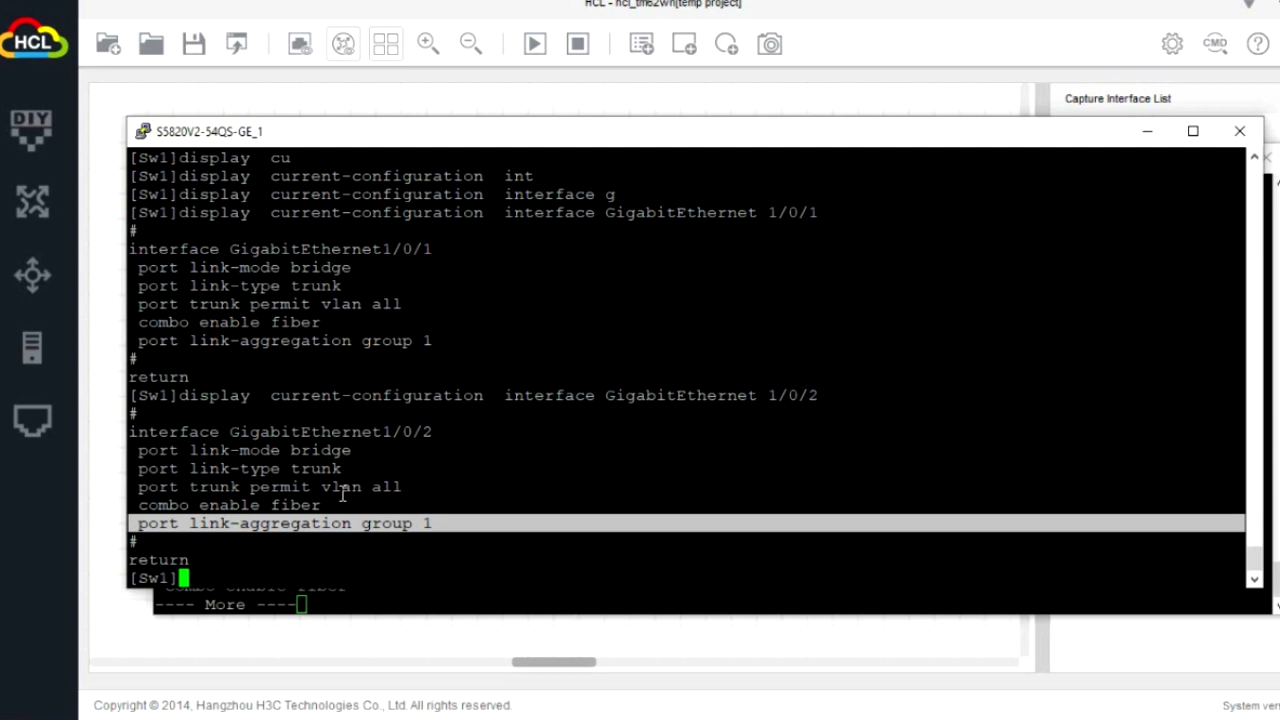 HCL - hcl_tm62wn[temp project]
HCL
CMD
DIY
Capture Interface List
S5820V2-54QS-GE_1
[Sw1]display  cu
[Sw1]display  current-configuration  int
[Sw1]display  current-configuration  interface g
[Sw1]display  current-configuration  interface GigabitEthernet 1/0/1
#
interface GigabitEthernet1/0/1
 port link-mode bridge
 port link-type trunk
 port trunk permit vlan all
 combo enable fiber
 port link-aggregation group 1
#
return
[Sw1]display  current-configuration  interface GigabitEthernet 1/0/2
#
interface GigabitEthernet1/0/2
 port link-mode bridge
 port link-type trunk
 port trunk permit vlan all
 combo enable fiber
 port link-aggregation group 1
#
return
[Sw1]
combo enable fiber
---- More ----
Copyright © 2014, Hangzhou H3C Technologies Co., Ltd. All rights reserved.
System ver